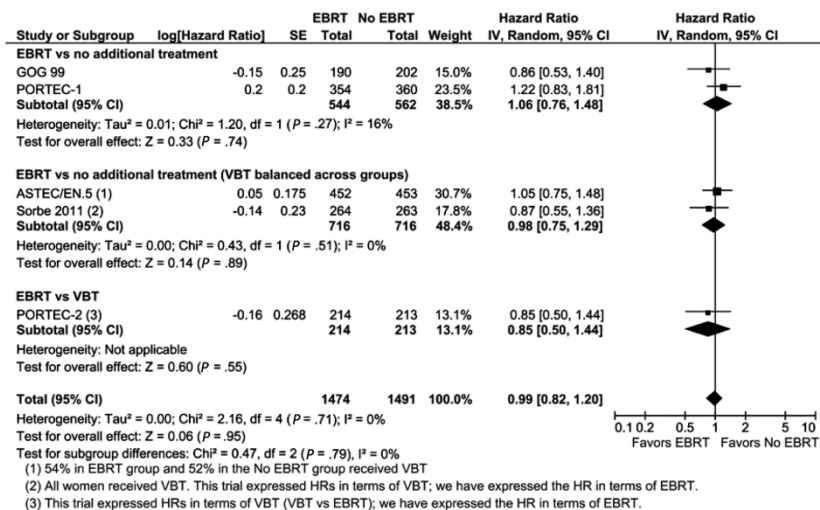 EBRT No EBRT Hazard Ratio Hazard Ratio
Study or Subgroup log[Hazard Ratio] SE Total Total Weight IV, Random, 95% CI IV, Random, 95% CI
EBRT vs no additional treatment
GOG 99 -0.15 0.25 190 202 15.0% 0.86 [0.53, 1.40]
PORTEC-1 0.2 0.2 354 360 23.5% 1.22 [0.83, 1.81]
Subtotal (95% CI) 544 562 38.5% 1.06 [0.76, 1.48]
Heterogeneity: Tau² = 0.01; Chi² = 1.20, df = 1 (P = .27); I² = 16%
Test for overall effect: Z = 0.33 (P = .74)
EBRT vs no additional treatment (VBT balanced across groups)
ASTEC/EN.5 (1) 0.05 0.175 452 453 30.7% 1.05 [0.75, 1.48]
Sorbe 2011 (2) -0.14 0.23 264 263 17.8% 0.87 [0.55, 1.36]
Subtotal (95% CI) 716 716 48.4% 0.98 [0.75, 1.29]
Heterogeneity: Tau² = 0.00; Chi² = 0.43, df = 1 (P = .51); I² = 0%
Test for overall effect: Z = 0.14 (P = .89)
EBRT vs VBT
PORTEC-2 (3) -0.16 0.268 214 213 13.1% 0.85 [0.50, 1.44]
Subtotal (95% CI) 214 213 13.1% 0.85 [0.50, 1.44]
Heterogeneity: Not applicable
Test for overall effect: Z = 0.60 (P = .55)
Total (95% CI) 1474 1491 100.0% 0.99 [0.82, 1.20]
Heterogeneity: Tau² = 0.00; Chi² = 2.16, df = 4 (P = .71); I² = 0%
Test for overall effect: Z = 0.06 (P = .95)
Test for subgroup differences: Chi² = 0.47, df = 2 (P = .79), I² = 0%
0.1 0.2 0.5 1 2 5 10
Favors EBRT Favors No EBRT
(1) 54% in EBRT group and 52% in the No EBRT group received VBT
(2) All women received VBT. This trial expressed HRs in terms of VBT; we have expressed the HR in terms of EBRT.
(3) This trial expressed HRs in terms of VBT (VBT vs EBRT); we have expressed the HR in terms of EBRT.